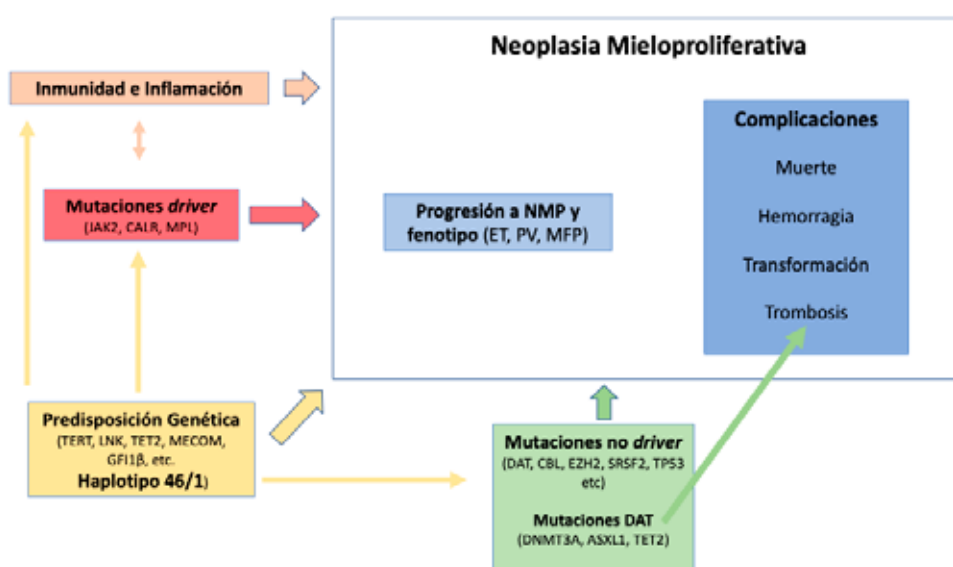 Neoplasia Mieloproliferativa
Inmunidad e Inflamación
Complicaciones
Muerte
Hemorragia
Transformación
Trombosis
Mutaciones driver
(JAK2, CALR, MPL)
Progresión a NMP y
fenotipo (ET, PV, MFP)
Predisposición Genética
(TERT, LNK, TET2, MECOM,
GFI1β, etc.
Haplotipo 46/1)
Mutaciones no driver
(DAT, CBL, EZH2, SRSF2, TP53
etc)
Mutaciones DAT
(DNMT3A, ASXL1, TET2)